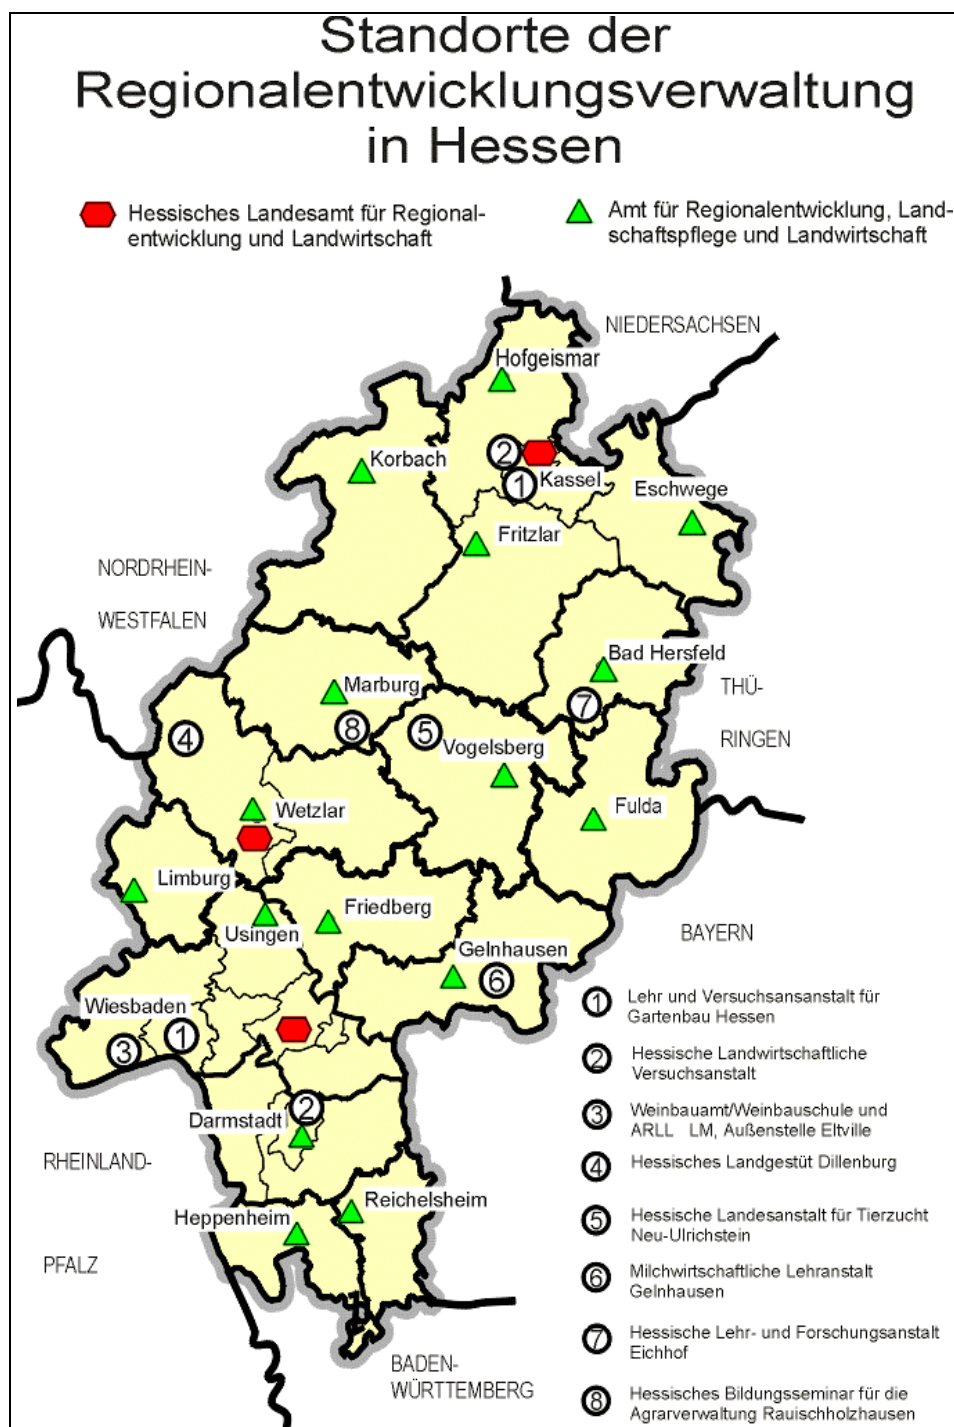 Standorte der
Regionalentwicklungsverwaltung
in Hessen
Hessisches Landesamt für Regional-
entwicklung und Landwirtschaft
Amt für Regionalentwicklung, Land-
schaftspflege und Landwirtschaft
NIEDERSACHSEN
Hofgeismar
Korbach
2
Kassel
1
Eschwege
Fritzlar
NORDRHEIN-
WESTFALEN
Bad Hersfeld
THÜ-
RINGEN
Marburg
7
8
5
4
Vogelsberg
Wetzlar
Fulda
Limburg
Friedberg
Usingen
BAYERN
Gelnhausen
6
Wiesbaden
1
3
2
Darmstadt
RHEINLAND-
PFALZ
Reichelsheim
Heppenheim
BADEN-
WÜRTTEMBERG
1 Lehr und Versuchsansanstalt für
Gartenbau Hessen
2 Hessische Landwirtschaftliche
Versuchsanstalt
3 Weinbauamt/Weinbauschule und
ARLL LM, Außenstelle Eltville
4 Hessisches Landgestüt Dillenburg
5 Hessische Landesanstalt für Tierzucht
Neu-Ulrichstein
6 Milchwirtschaftliche Lehranstalt
Gelnhausen
7 Hessische Lehr- und Forschungsanstalt
Eichhof
8 Hessisches Bildungsseminar für die
Agrarverwaltung Rauischholzhausen